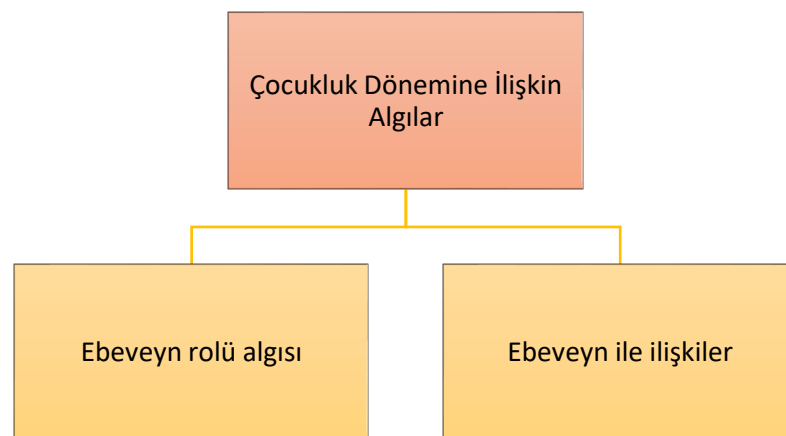 Çocukluk Dönemine İlişkin
Algılar
Ebeveyn rolü algısı
Ebeveyn ile ilişkiler